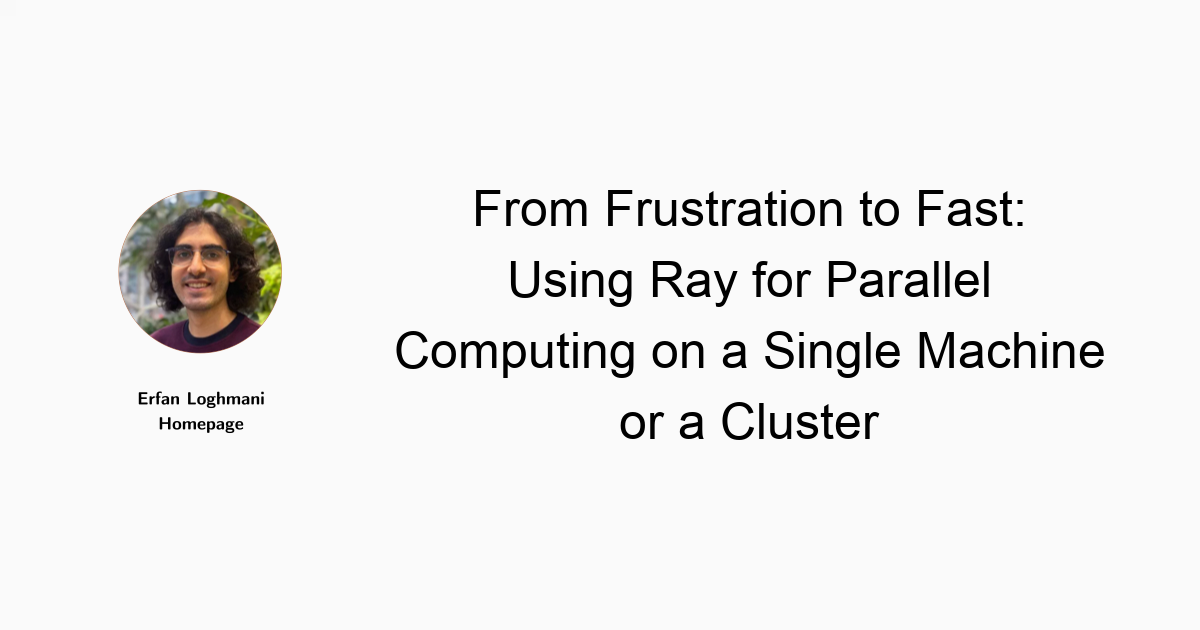 From Frustration to Fast:
Using Ray for Parallel
Computing on a Single Machine
or a Cluster
Erfan Loghmani
Homepage